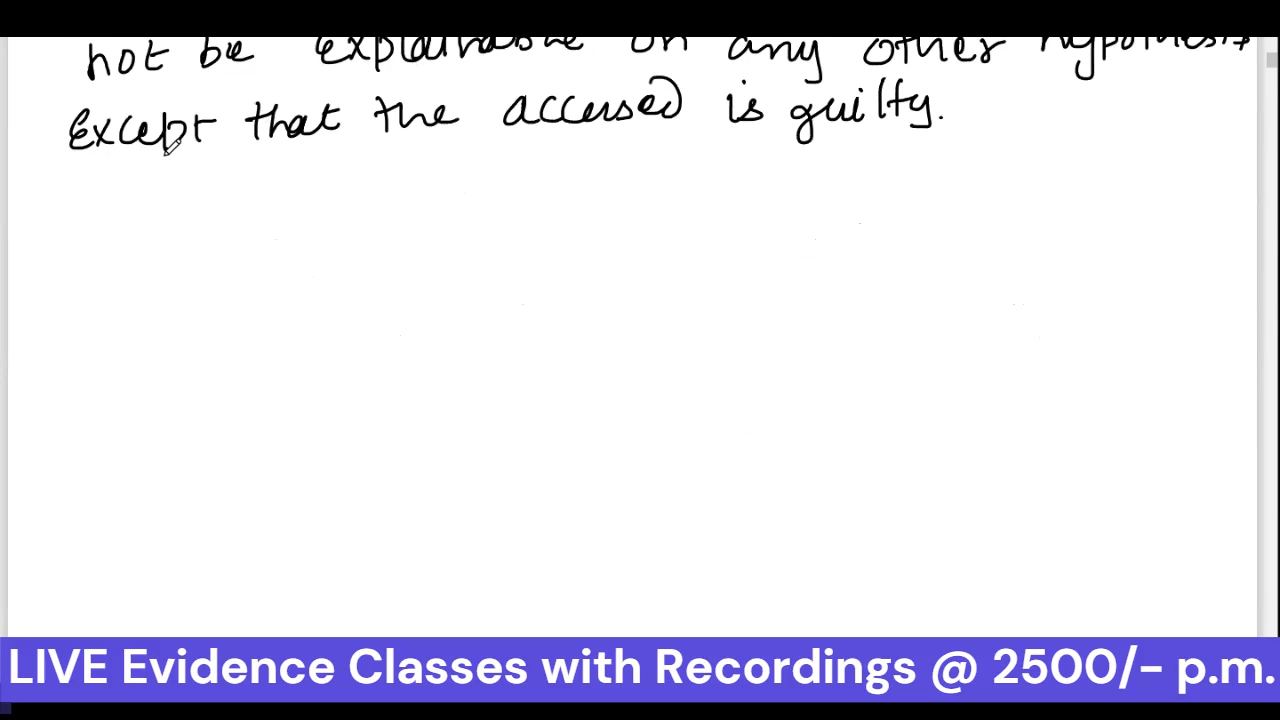 not be explainable on any other hypothesis
Except that the accused is guilty.
LIVE Evidence Classes with Recordings @ 2500/- p.m.